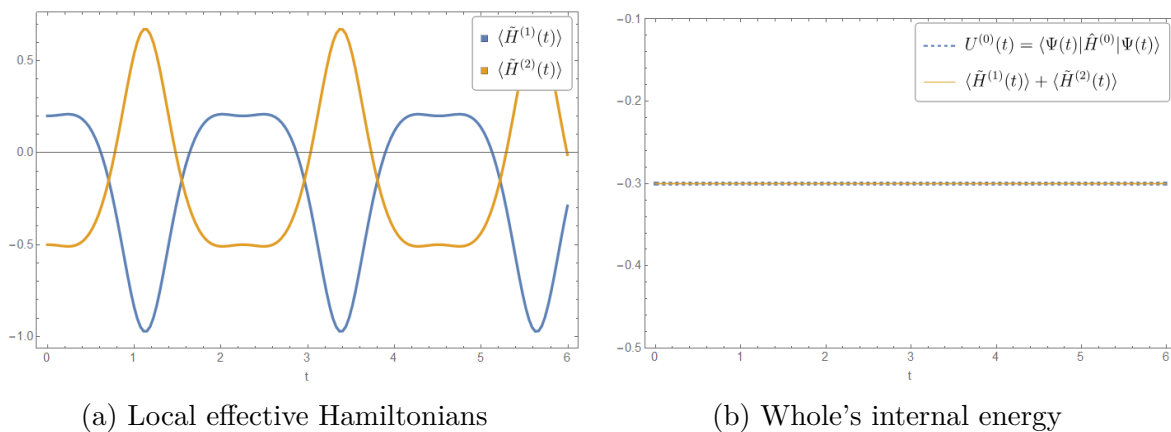 ⟨H̃⁽¹⁾(t)⟩
⟨H̃⁽²⁾(t)⟩
0.5
0.0
-0.5
-1.0
0 1 2 3 4 5 6
t
(a) Local effective Hamiltonians
U⁽⁰⁾(t) = ⟨Ψ(t)|Ĥ⁽⁰⁾|Ψ(t)⟩
⟨H̃⁽¹⁾(t)⟩ + ⟨H̃⁽²⁾(t)⟩
-0.1
-0.2
-0.3
-0.4
-0.5
0 1 2 3 4 5 6
t
(b) Whole's internal energy